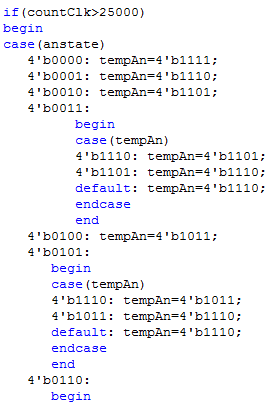 if(countClk>25000)
begin
case(anstate)
4'b0000: tempAn=4'b1111;
4'b0001: tempAn=4'b1110;
4'b0010: tempAn=4'b1101;
4'b0011:
begin
case(tempAn)
4'b1110: tempAn=4'b1101;
4'b1101: tempAn=4'b1110;
default: tempAn=4'b1110;
endcase
end
4'b0100: tempAn=4'b1011;
4'b0101:
begin
case(tempAn)
4'b1110: tempAn=4'b1011;
4'b1011: tempAn=4'b1110;
default: tempAn=4'b1110;
endcase
end
4'b0110:
begin